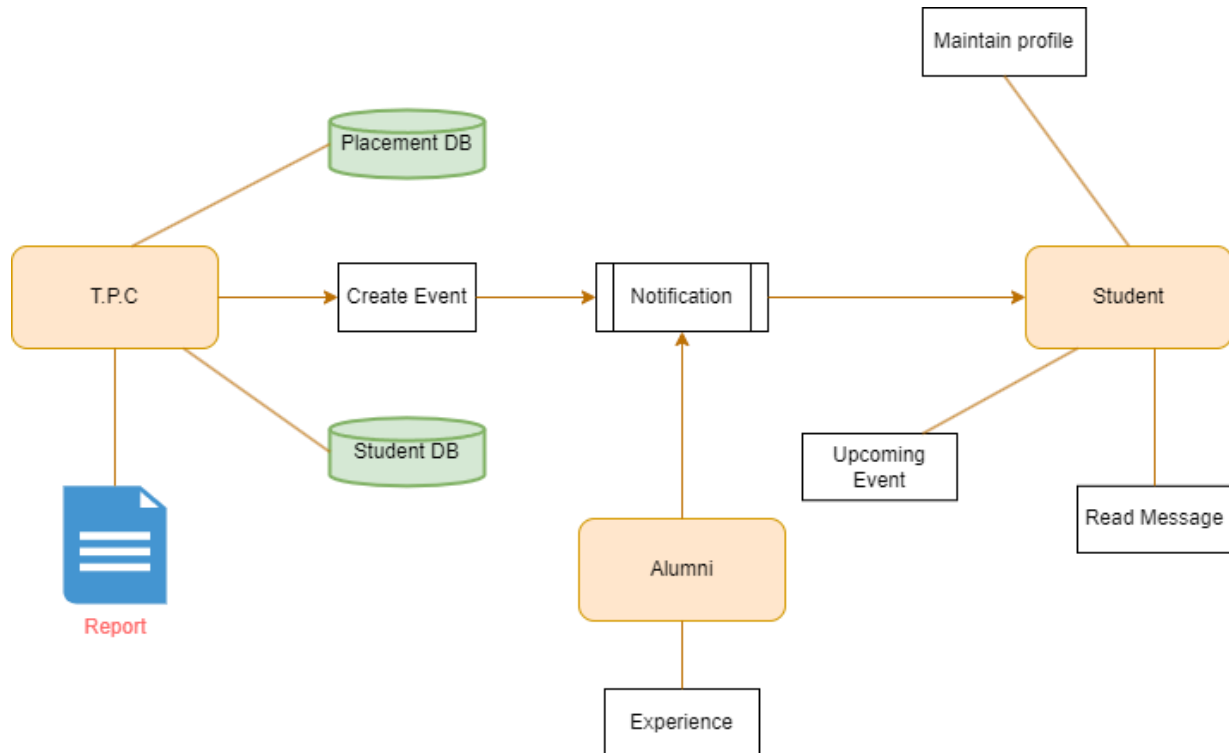 Maintain profile
Placement DB
T.P.C
Create Event
Notification
Student
Student DB
Upcoming
Event
Read Message
Alumni
Report
Experience